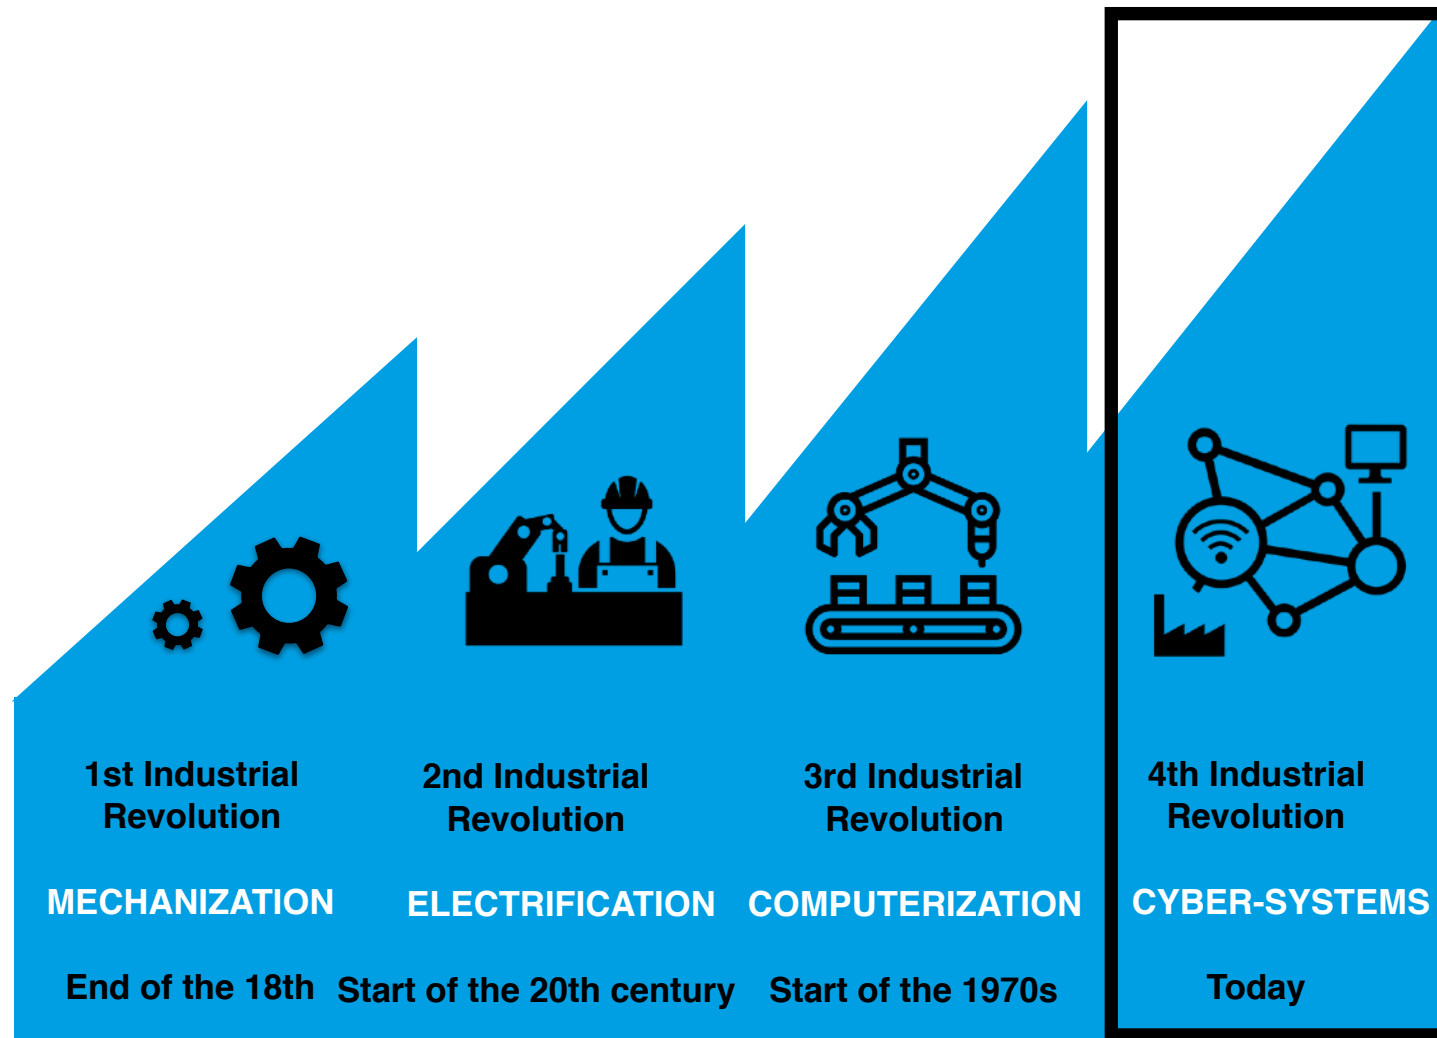 1st Industrial
Revolution
MECHANIZATION
End of the 18th
2nd Industrial
Revolution
ELECTRIFICATION
Start of the 20th century
3rd Industrial
Revolution
COMPUTERIZATION
Start of the 1970s
4th Industrial
Revolution
CYBER-SYSTEMS
Today